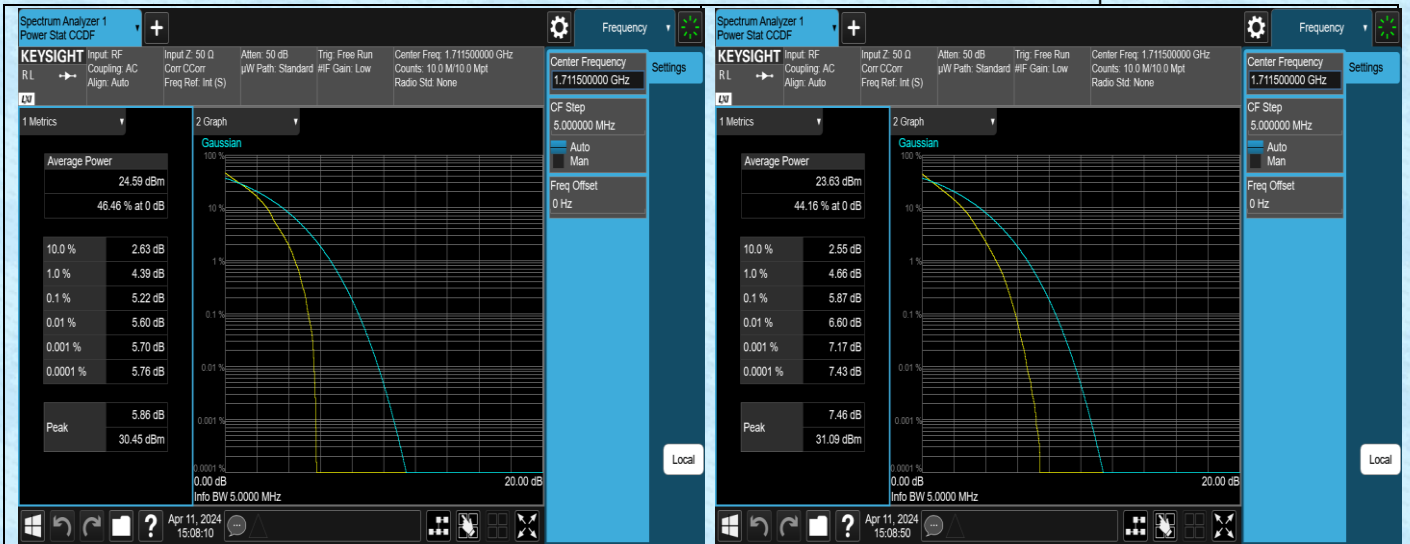 Spectrum Analyzer 1
Power Stat CCDF
+
Frequency
KEYSIGHT
RL
LXI
Input: RF
Coupling: AC
Align: Auto
Input Z: 50 Ω
Corr CCorr
Freq Ref: Int (S)
Atten: 50 dB
µW Path: Standard
Trig: Free Run
#IF Gain: Low
Center Freq: 1.711500000 GHz
Counts: 10.0 M/10.0 Mpt
Radio Std: None
Center Frequency
1.711500000 GHz
Settings
CF Step
5.000000 MHz
Auto
Man
Freq Offset
0 Hz
Local
1 Metrics
Average Power
24.59 dBm
46.46 % at 0 dB
10.0 % 2.63 dB
1.0 % 4.39 dB
0.1 % 5.22 dB
0.01 % 5.60 dB
0.001 % 5.70 dB
0.0001 % 5.76 dB
Peak
5.86 dB
30.45 dBm
2 Graph
Gaussian
100 %
10 %
1 %
0.1 %
0.01 %
0.001 %
0.0001 %
0.00 dB
20.00 dB
Info BW 5.0000 MHz
?
Apr 11, 2024
15:08:10
Spectrum Analyzer 1
Power Stat CCDF
+
Frequency
KEYSIGHT
RL
LXI
Input: RF
Coupling: AC
Align: Auto
Input Z: 50 Ω
Corr CCorr
Freq Ref: Int (S)
Atten: 50 dB
µW Path: Standard
Trig: Free Run
#IF Gain: Low
Center Freq: 1.711500000 GHz
Counts: 10.0 M/10.0 Mpt
Radio Std: None
Center Frequency
1.711500000 GHz
Settings
CF Step
5.000000 MHz
Auto
Man
Freq Offset
0 Hz
Local
1 Metrics
Average Power
23.63 dBm
44.16 % at 0 dB
10.0 % 2.55 dB
1.0 % 4.66 dB
0.1 % 5.87 dB
0.01 % 6.60 dB
0.001 % 7.17 dB
0.0001 % 7.43 dB
Peak
7.46 dB
31.09 dBm
2 Graph
Gaussian
100 %
10 %
1 %
0.1 %
0.01 %
0.001 %
0.0001 %
0.00 dB
20.00 dB
Info BW 5.0000 MHz
?
Apr 11, 2024
15:08:50